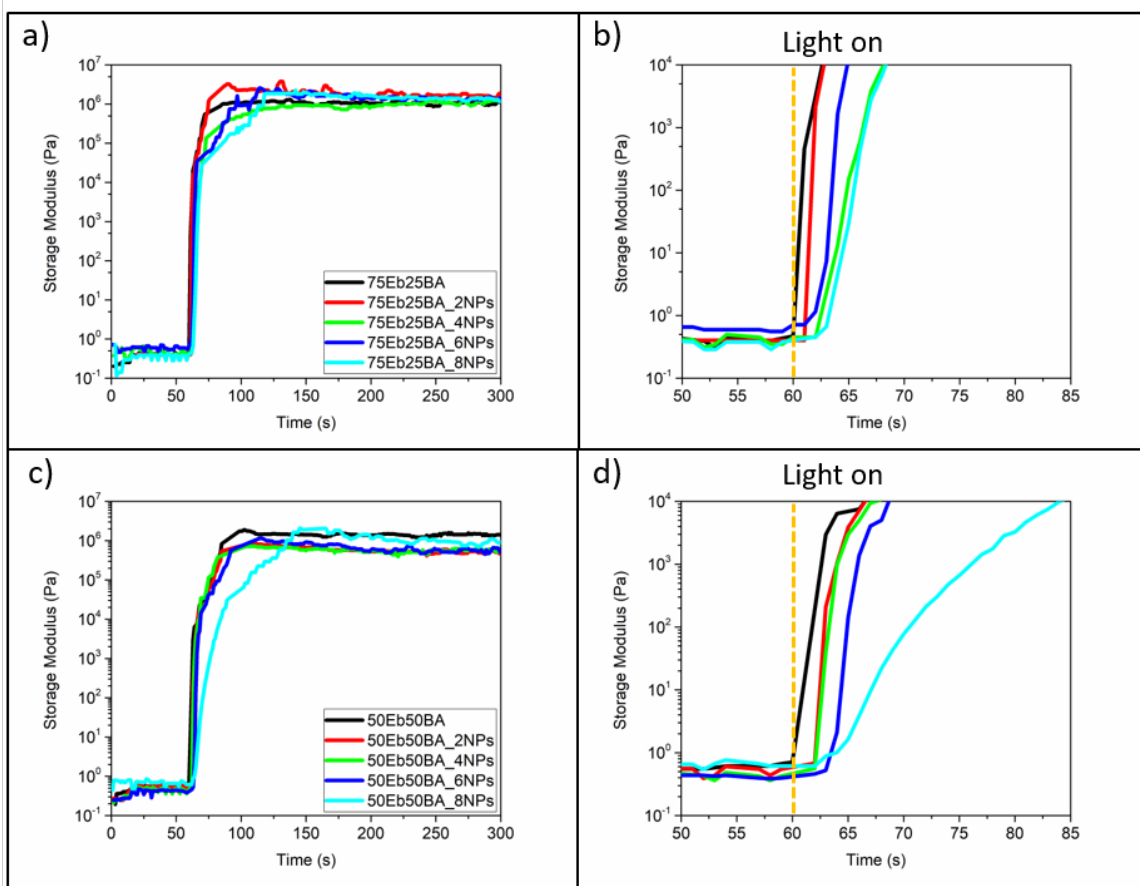 a)
10^7
10^6
10^5
10^4
10^3
10^2
10^1
10^0
10^-1
Storage Modulus (Pa)
75Eb25BA
75Eb25BA_2NPs
75Eb25BA_4NPs
75Eb25BA_6NPs
75Eb25BA_8NPs
0 50 100 150 200 250 300
Time (s)
b)
Light on
10^4
10^3
10^2
10^1
10^0
10^-1
Storage Modulus (Pa)
50 55 60 65 70 75 80 85
Time (s)
c)
10^7
10^6
10^5
10^4
10^3
10^2
10^1
10^0
10^-1
Storage Modulus (Pa)
50Eb50BA
50Eb50BA_2NPs
50Eb50BA_4NPs
50Eb50BA_6NPs
50Eb50BA_8NPs
0 50 100 150 200 250 300
Time (s)
d)
Light on
10^4
10^3
10^2
10^1
10^0
10^-1
Storage Modulus (Pa)
50 55 60 65 70 75 80 85
Time (s)